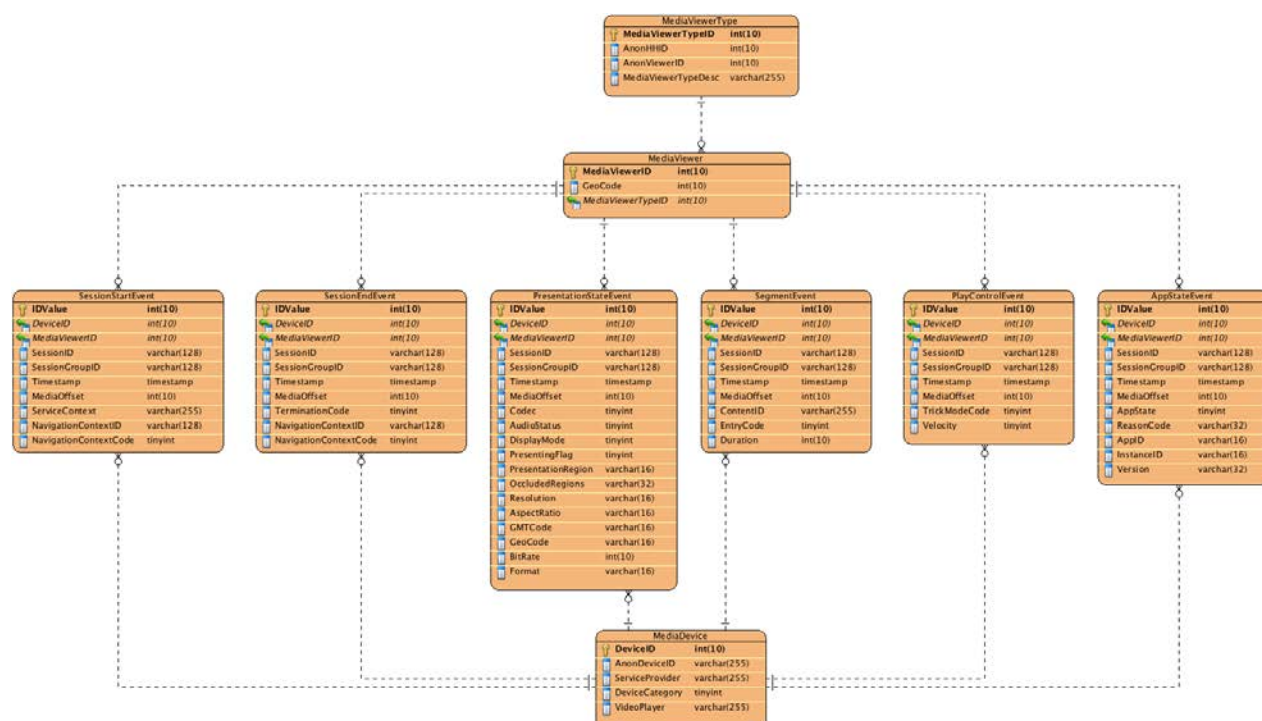 MediaViewerType
MediaViewerTypeID int(10)
AnonHHID int(10)
AnonViewerID int(10)
MediaViewerTypeDesc varchar(255)
MediaViewer
MediaViewerID int(10)
GeoCode int(10)
MediaViewerTypeID int(10)
SessionStartEvent
IDValue int(10)
DeviceID int(10)
MediaViewerID int(10)
SessionID varchar(128)
SessionGroupID varchar(128)
Timestamp timestamp
MediaOffset int(10)
ServiceContext varchar(255)
NavigationContextID varchar(128)
NavigationContextCode tinyint
SessionEndEvent
IDValue int(10)
DeviceID int(10)
MediaViewerID int(10)
SessionID varchar(128)
SessionGroupID varchar(128)
Timestamp timestamp
MediaOffset int(10)
TerminationCode tinyint
NavigationContextID varchar(128)
NavigationContextCode tinyint
PresentationStateEvent
IDValue int(10)
DeviceID int(10)
MediaViewerID int(10)
SessionID varchar(128)
SessionGroupID varchar(128)
Timestamp timestamp
MediaOffset int(10)
Codec tinyint
AudioStatus tinyint
DisplayMode tinyint
PresentingFlag tinyint
PresentationRegion varchar(16)
OccludedRegions varchar(32)
Resolution varchar(16)
AspectRatio varchar(16)
GMTCode varchar(16)
GeoCode varchar(16)
BitRate int(10)
Format varchar(16)
SegmentEvent
IDValue int(10)
DeviceID int(10)
MediaViewerID int(10)
SessionID varchar(128)
SessionGroupID varchar(128)
Timestamp timestamp
MediaOffset int(10)
ContentID varchar(255)
EntryCode tinyint
Duration int(10)
PlayControlEvent
IDValue int(10)
DeviceID int(10)
MediaViewerID int(10)
SessionID varchar(128)
SessionGroupID varchar(128)
Timestamp timestamp
MediaOffset int(10)
TrickModeCode tinyint
Velocity tinyint
AppStateEvent
IDValue int(10)
DeviceID int(10)
MediaViewerID int(10)
SessionID varchar(128)
SessionGroupID varchar(128)
Timestamp timestamp
MediaOffset int(10)
AppState tinyint
ReasonCode varchar(32)
AppID varchar(16)
InstanceID varchar(16)
Version varchar(32)
MediaDevice
DeviceID int(10)
AnonDeviceID varchar(255)
ServiceProvider varchar(255)
DeviceCategory tinyint
VideoPlayer varchar(255)